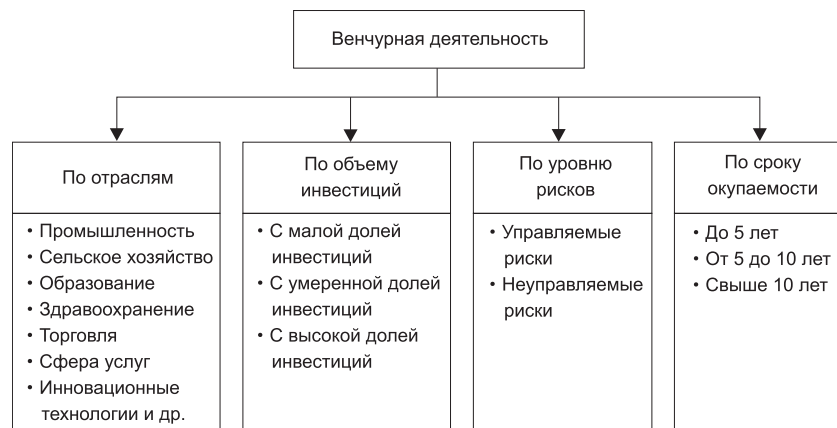 Венчурная деятельность
По отраслям
• Промышленность
• Сельское хозяйство
• Образование
• Здравоохранение
• Торговля
• Сфера услуг
• Инновационные
технологии и др.
По объему
инвестиций
• С малой долей
инвестиций
• С умеренной долей
инвестиций
• С высокой долей
инвестиций
По уровню
рисков
• Управляемые
риски
• Неуправляемые
риски
По сроку
окупаемости
• До 5 лет
• От 5 до 10 лет
• Свыше 10 лет